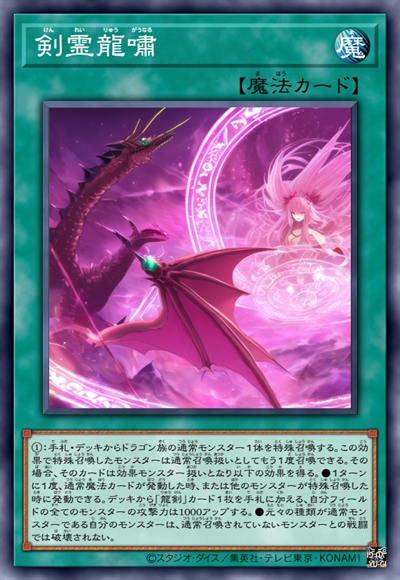 けん れい りゅう がうなる
剣霊龍嘯
魔
【魔法カード】
①:手札・デッキからドラゴン族の通常モンスター1体を特殊召喚する。この効
果で特殊召喚したモンスターは通常召喚扱いとしてもう1度召喚できる。その
場合、そのカードは効果モンスター扱いとなり以下の効果を得る。●1ターン
に1度、通常魔法カードが発動した時、または他のモンスターが特殊召喚した
時に発動できる。デッキから「龍剣」カード1枚を手札に加える、自分フィール
ドの全てのモンスターの攻撃力は1000アップする。●元々の種類が通常モン
スターである自分のモンスターは、通常召喚されていないモンスターとの戦闘
では破壊されない。
©スタジオ・ダイス/集英社・テレビ東京・KONAMI